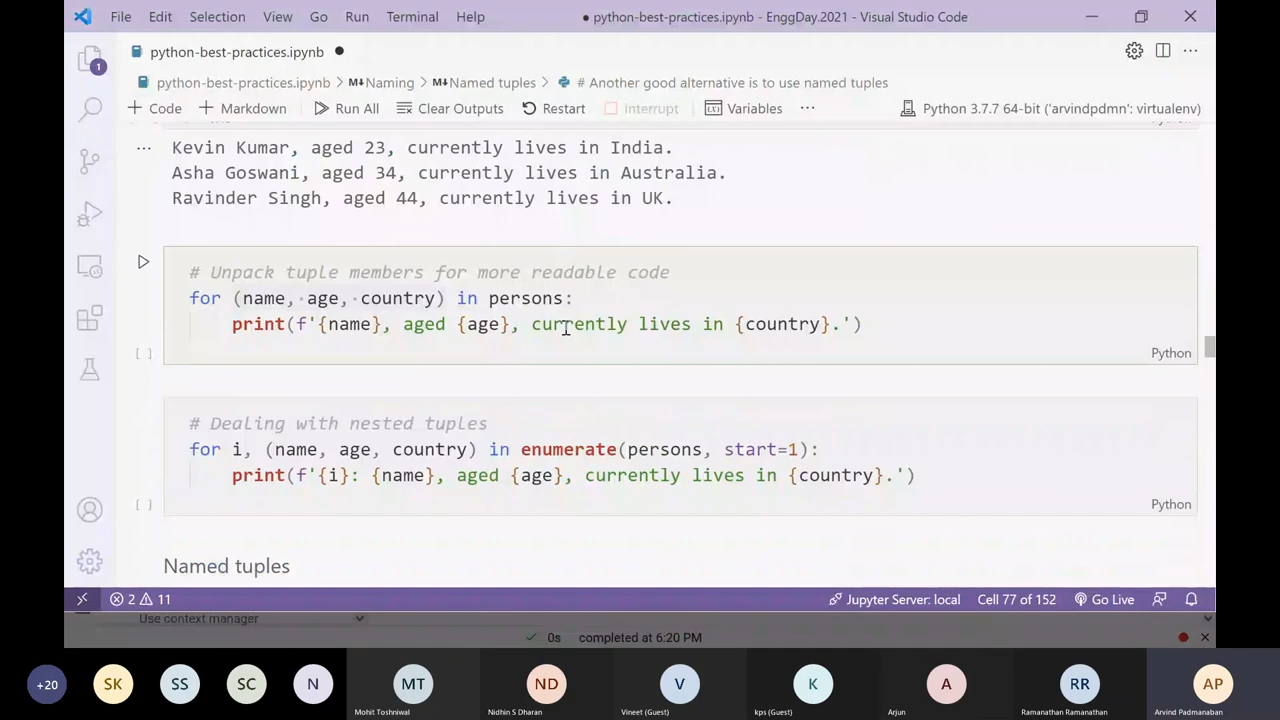 File Edit Selection View Go Run Terminal Help ● python-best-practices.ipynb - EnggDay.2021 - Visual Studio Code
python-best-practices.ipynb ●
python-best-practices.ipynb > M↓Naming > M↓Named tuples > # Another good alternative is to use named tuples
+ Code + Markdown Run All Clear Outputs Restart Interrupt Variables ··· Python 3.7.7 64-bit ('arvindpdmn': virtualenv)
1
... Kevin Kumar, aged 23, currently lives in India.
Asha Goswani, aged 34, currently lives in Australia.
Ravinder Singh, aged 44, currently lives in UK.
# Unpack tuple members for more readable code
for (name, age, country) in persons:
print(f'{name}, aged {age}, currently lives in {country}.')
[ ] Python
# Dealing with nested tuples
for i, (name, age, country) in enumerate(persons, start=1):
print(f'{i}: {name}, aged {age}, currently lives in {country}.')
[ ] Python
Named tuples
2 11 Jupyter Server: local Cell 77 of 152 Go Live
Use context manager
0s completed at 6:20 PM
+20 SK SS SC N MT ND V K A RR AP
Mohit Toshniwal Nidhin S Dharan Vineet (Guest) kps (Guest) Arjun Ramanathan Ramanathan Arvind Padmanaban